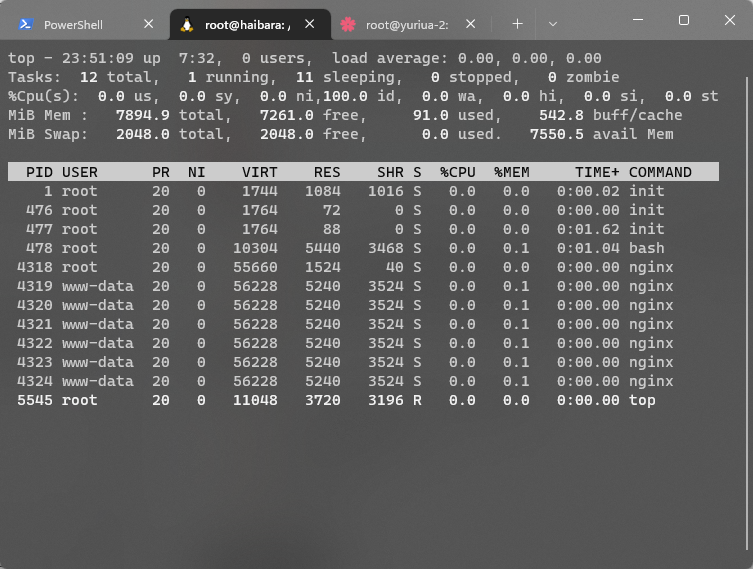 PowerShell root@haibara: / root@yuriua-2:
top - 23:51:09 up  7:32,  0 users,  load average: 0.00, 0.00, 0.00
Tasks:  12 total,   1 running,  11 sleeping,   0 stopped,   0 zombie
%Cpu(s):  0.0 us,  0.0 sy,  0.0 ni,100.0 id,  0.0 wa,  0.0 hi,  0.0 si,  0.0 st
MiB Mem :   7894.9 total,   7261.0 free,     91.0 used,    542.8 buff/cache
MiB Swap:   2048.0 total,   2048.0 free,      0.0 used.   7550.5 avail Mem
PID USER      PR  NI    VIRT    RES    SHR S  %CPU  %MEM     TIME+ COMMAND
1 root      20   0    1744   1084   1016 S   0.0   0.0   0:00.02 init
476 root      20   0    1764     72      0 S   0.0   0.0   0:00.00 init
477 root      20   0    1764     88      0 S   0.0   0.0   0:01.62 init
478 root      20   0   10304   5440   3468 S   0.0   0.1   0:01.04 bash
4318 root      20   0   55660   1524     40 S   0.0   0.0   0:00.00 nginx
4319 www-data  20   0   56228   5240   3524 S   0.0   0.1   0:00.00 nginx
4320 www-data  20   0   56228   5240   3524 S   0.0   0.1   0:00.00 nginx
4321 www-data  20   0   56228   5240   3524 S   0.0   0.1   0:00.00 nginx
4322 www-data  20   0   56228   5240   3524 S   0.0   0.1   0:00.00 nginx
4323 www-data  20   0   56228   5240   3524 S   0.0   0.1   0:00.00 nginx
4324 www-data  20   0   56228   5240   3524 S   0.0   0.1   0:00.00 nginx
5545 root      20   0   11048   3720   3196 R   0.0   0.0   0:00.00 top